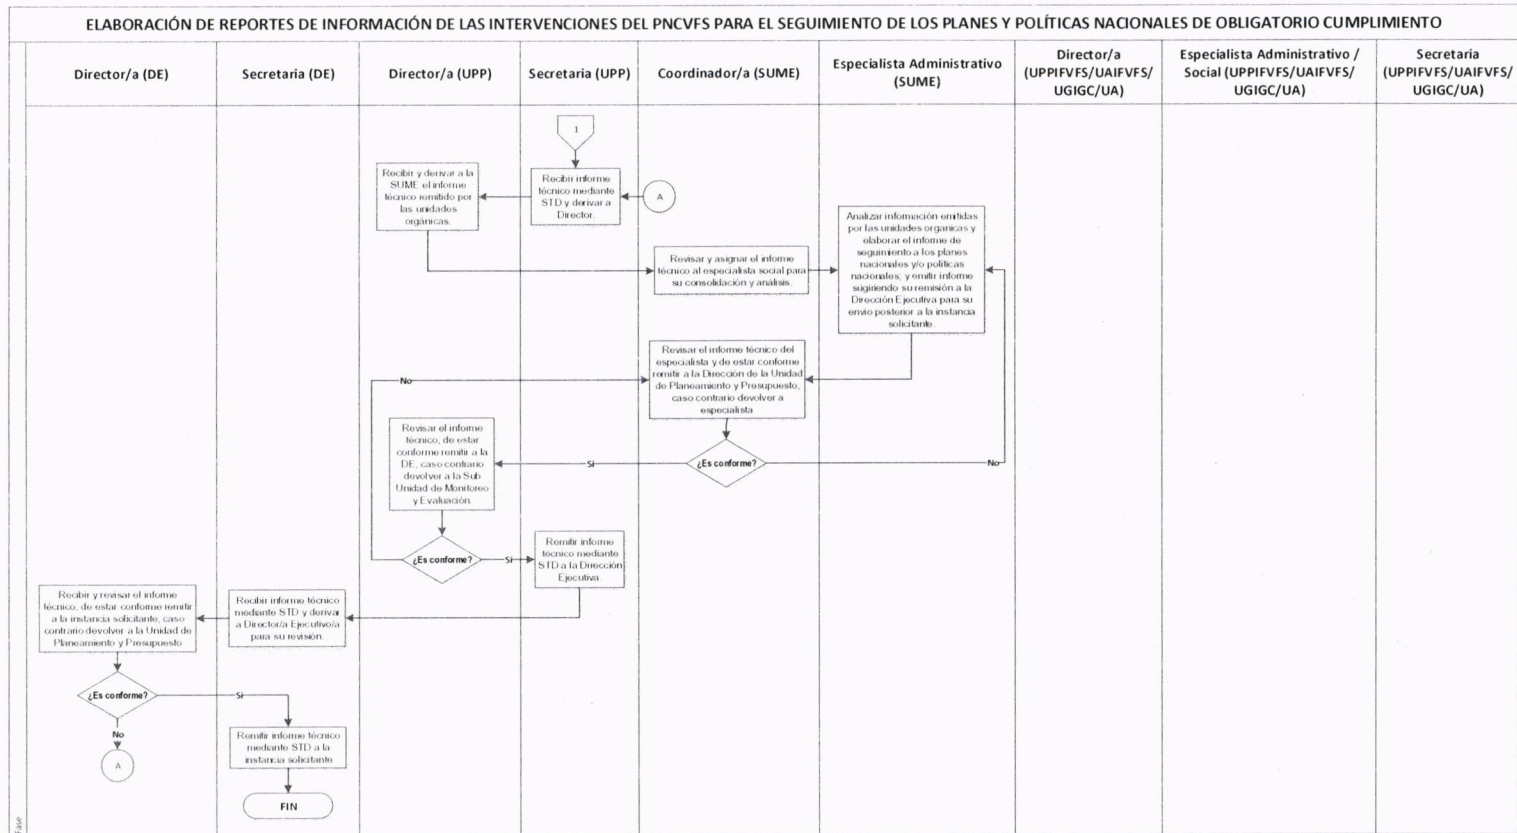 ELABORACIÓN DE REPORTES DE INFORMACIÓN DE LAS INTERVENCIONES DEL PNCVFS PARA EL SEGUIMIENTO DE LOS PLANES Y POLÍTICAS NACIONALES DE OBLIGATORIO CUMPLIMIENTO
Director/a (DE)
Secretaria (DE)
Director/a (UPP)
Secretaria (UPP)
Coordinador/a (SUME)
Especialista Administrativo
(SUME)
Director/a
(UPPIFVFS/UAIFVFS/
UGIGC/UA)
Especialista Administrativo /
Social (UPPIFVFS/UAIFVFS/
UGIGC/UA)
Secretaria
(UPPIFVFS/UAIFVFS/
UGIGC/UA)
1
Recibir y derivar a la
SUME el informe
técnico remitido por
las unidades
orgánicas.
Recibir informe
técnico mediante
STD y derivar a
Director.
A
Analizar información emitidas
por las unidades organicas y
elaborar el informe de
seguimiento a los planes
nacionales y/o políticas
nacionales; y emitir informe
sugiriendo su remisión a la
Dirección Ejecutiva para su
envío posterior a la instancia
solicitante.
Revisar y asignar el informe
técnico al especialista social para
su consolidación y análisis.
Revisar el informe técnico del
especialista y de estar conforme
remitir a la Dirección de la Unidad
de Planeamiento y Presupuesto,
caso contrario devolver a
especialista
No
Revisar el informe
técnico, de estar
conforme remitir a la
DE, caso contrario
devolver a la Sub
Unidad de Monitoreo
y Evaluación.
Si
¿Es conforme?
No
¿Es conforme?
Si
Remitir informe
técnico mediante
STD a la Dirección
Ejecutiva.
Recibir y revisar el informe
técnico, de estar conforme remitir
a la instancia solicitante, caso
contrario devolver a la Unidad de
Planeamiento y Presupuesto
Recibir informe técnico
mediante STD y derivar
a Director/a Ejecutivo/a
para su revisión.
¿Es conforme?
Si
No
A
Remitir informe técnico
mediante STD a la
instancia solicitante
FIN
Fase